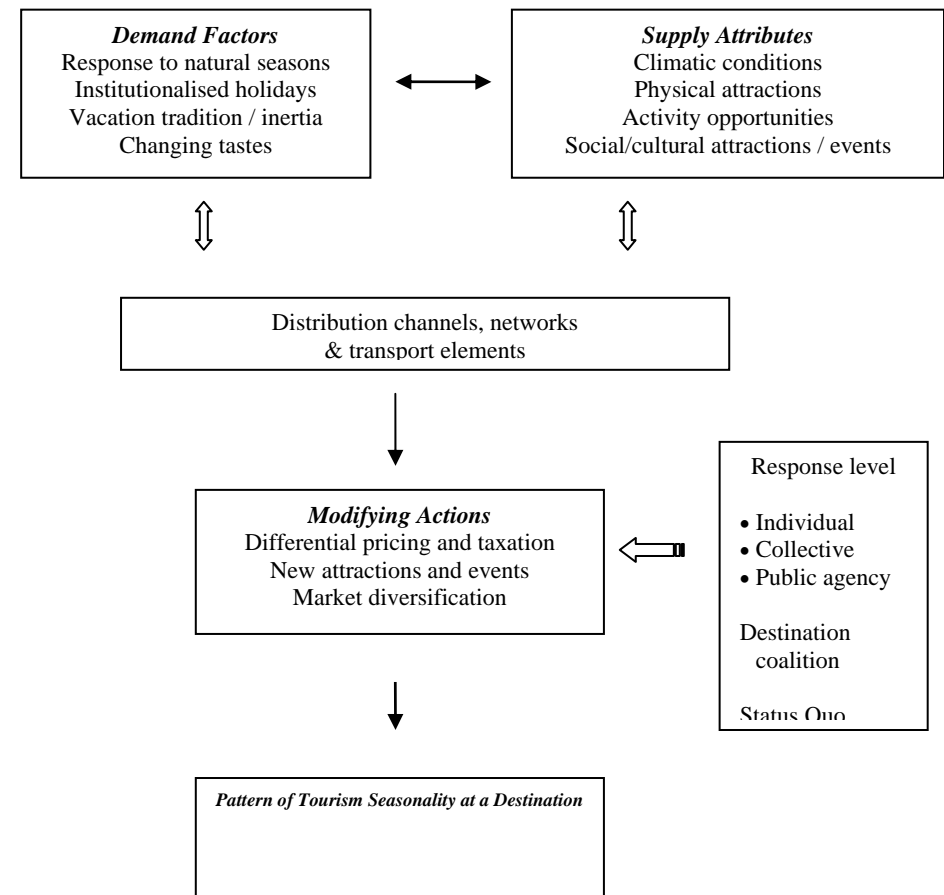 Demand Factors
Response to natural seasons
Institutionalised holidays
Vacation tradition / inertia
Changing tastes
Supply Attributes
Climatic conditions
Physical attractions
Activity opportunities
Social/cultural attractions / events
Distribution channels, networks
& transport elements
Modifying Actions
Differential pricing and taxation
New attractions and events
Market diversification
Response level
• Individual
• Collective
• Public agency
Destination
coalition
Status Quo
Pattern of Tourism Seasonality at a Destination